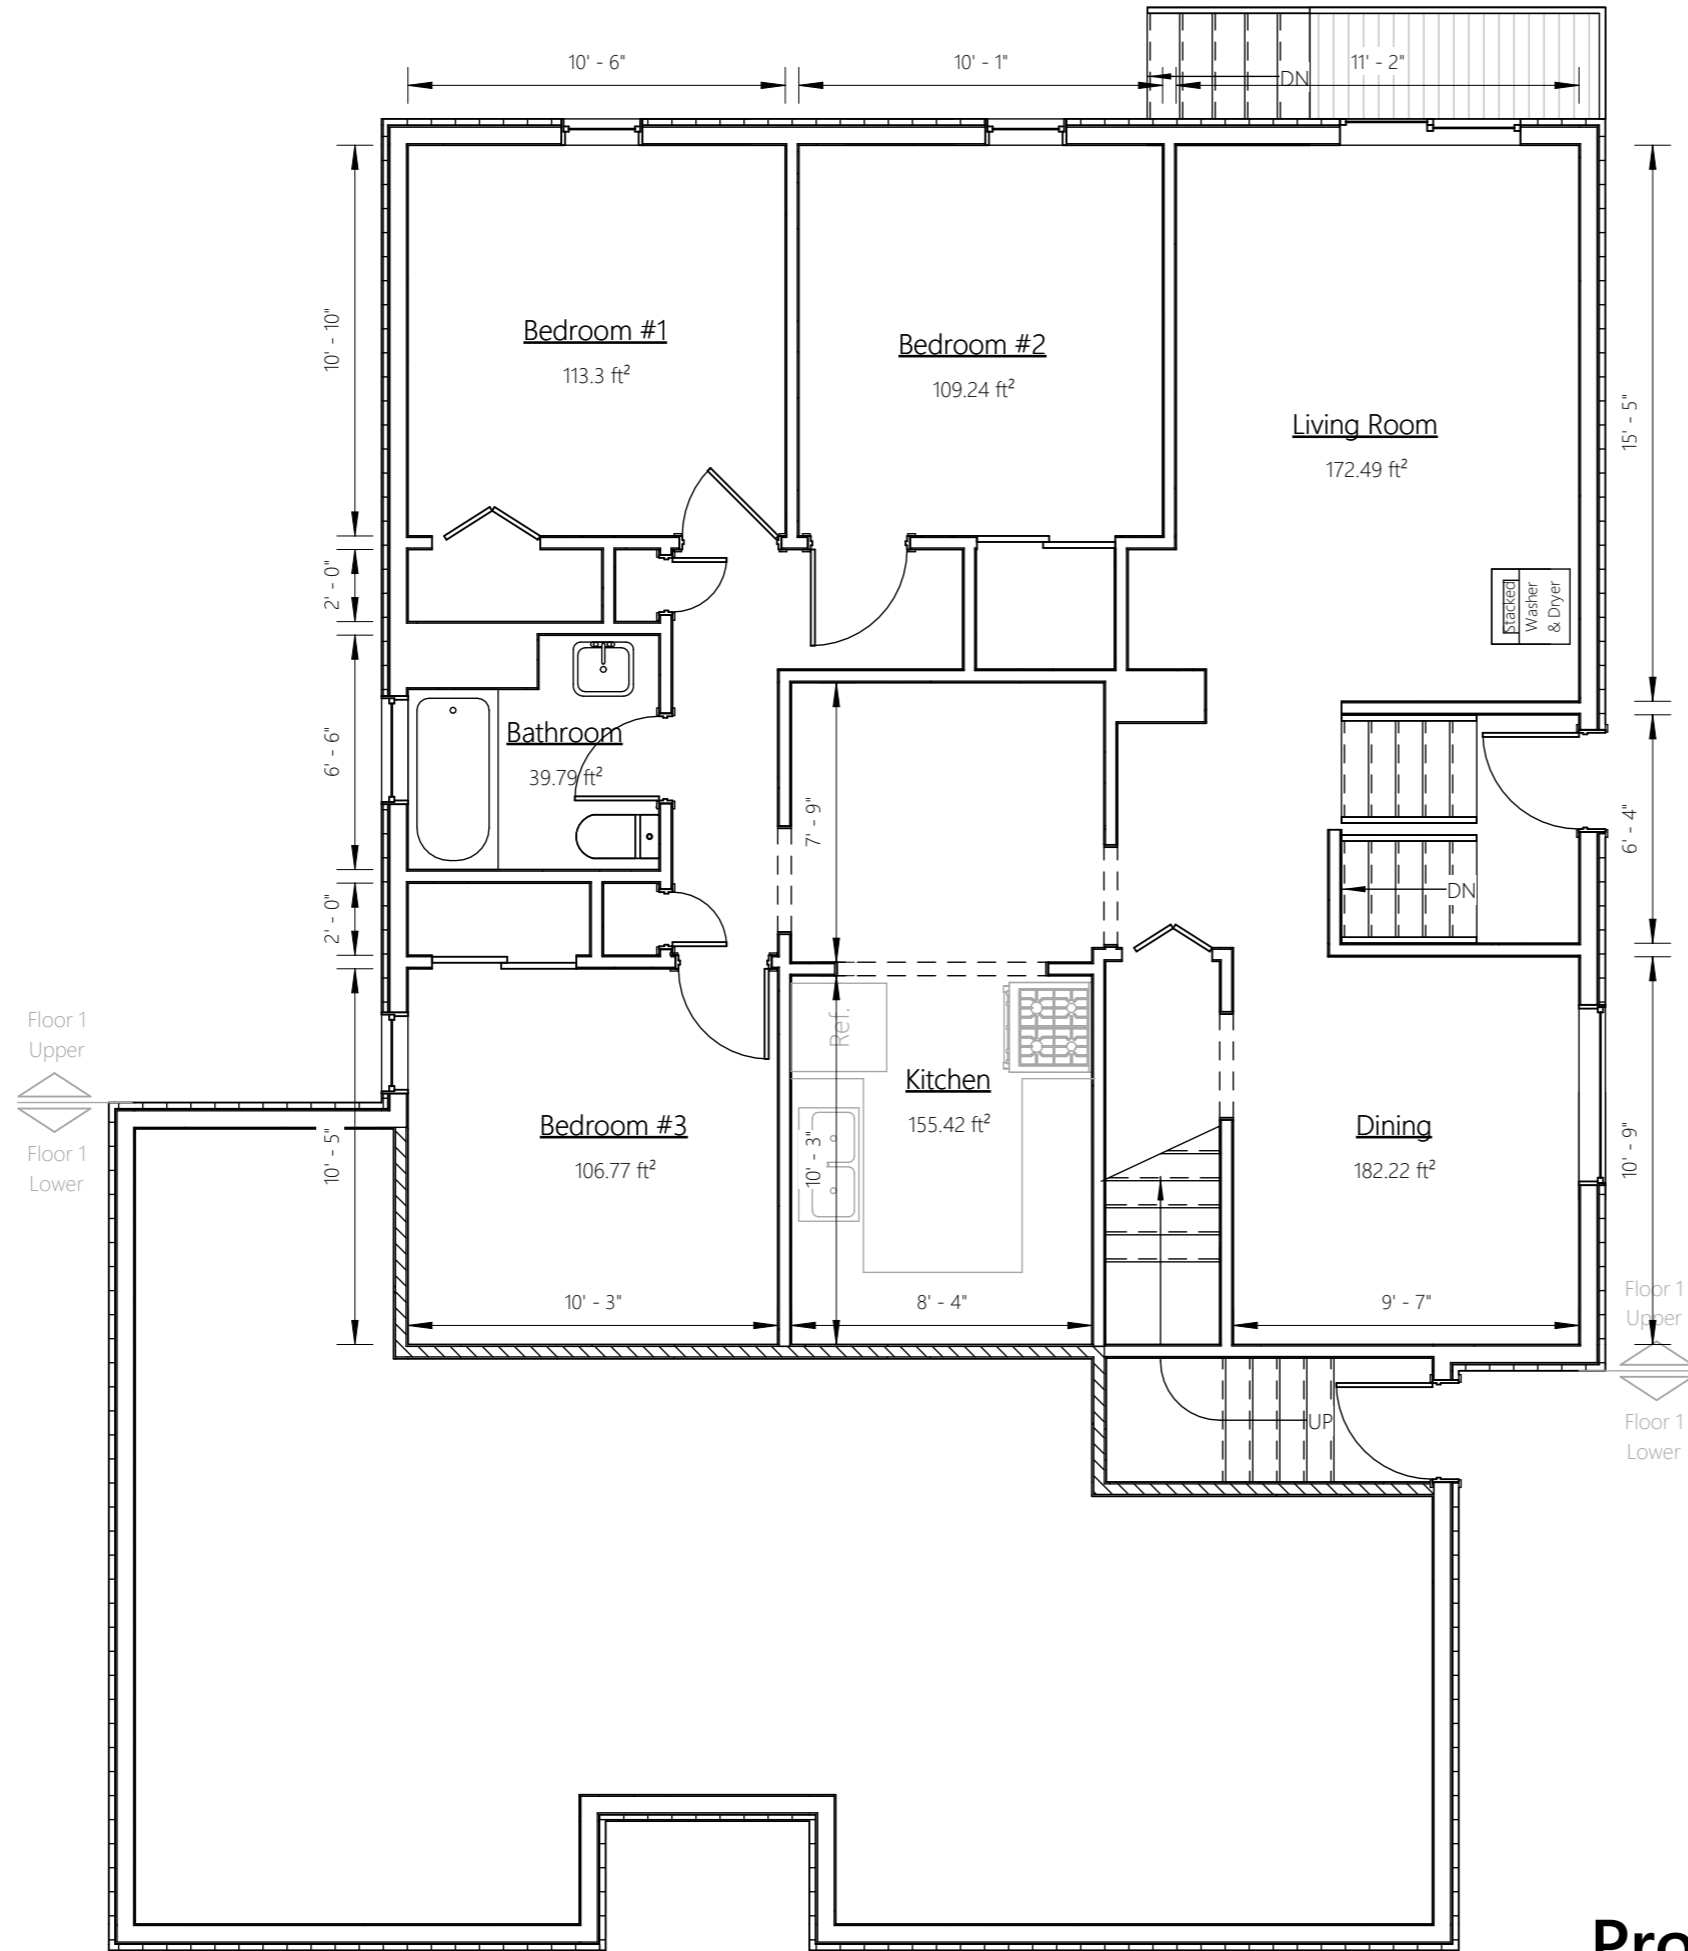 10' - 6"
10' - 1"
DN
11' - 2"
10' - 10"
Bedroom #1
113.3 ft²
Bedroom #2
109.24 ft²
Living Room
172.49 ft²
15' - 5"
2' - 0"
Stacked
Washer
& Dryer
Bathroom
39.79 ft²
6' - 6"
7' - 9"
6' - 4"
DN
2' - 0"
Floor 1
Upper
Floor 1
Lower
Ref.
Kitchen
155.42 ft²
10' - 5"
Bedroom #3
106.77 ft²
10' - 3"
Dining
182.22 ft²
10' - 9"
10' - 3"
8' - 4"
9' - 7"
Floor 1
Upper
Floor 1
Lower
UP